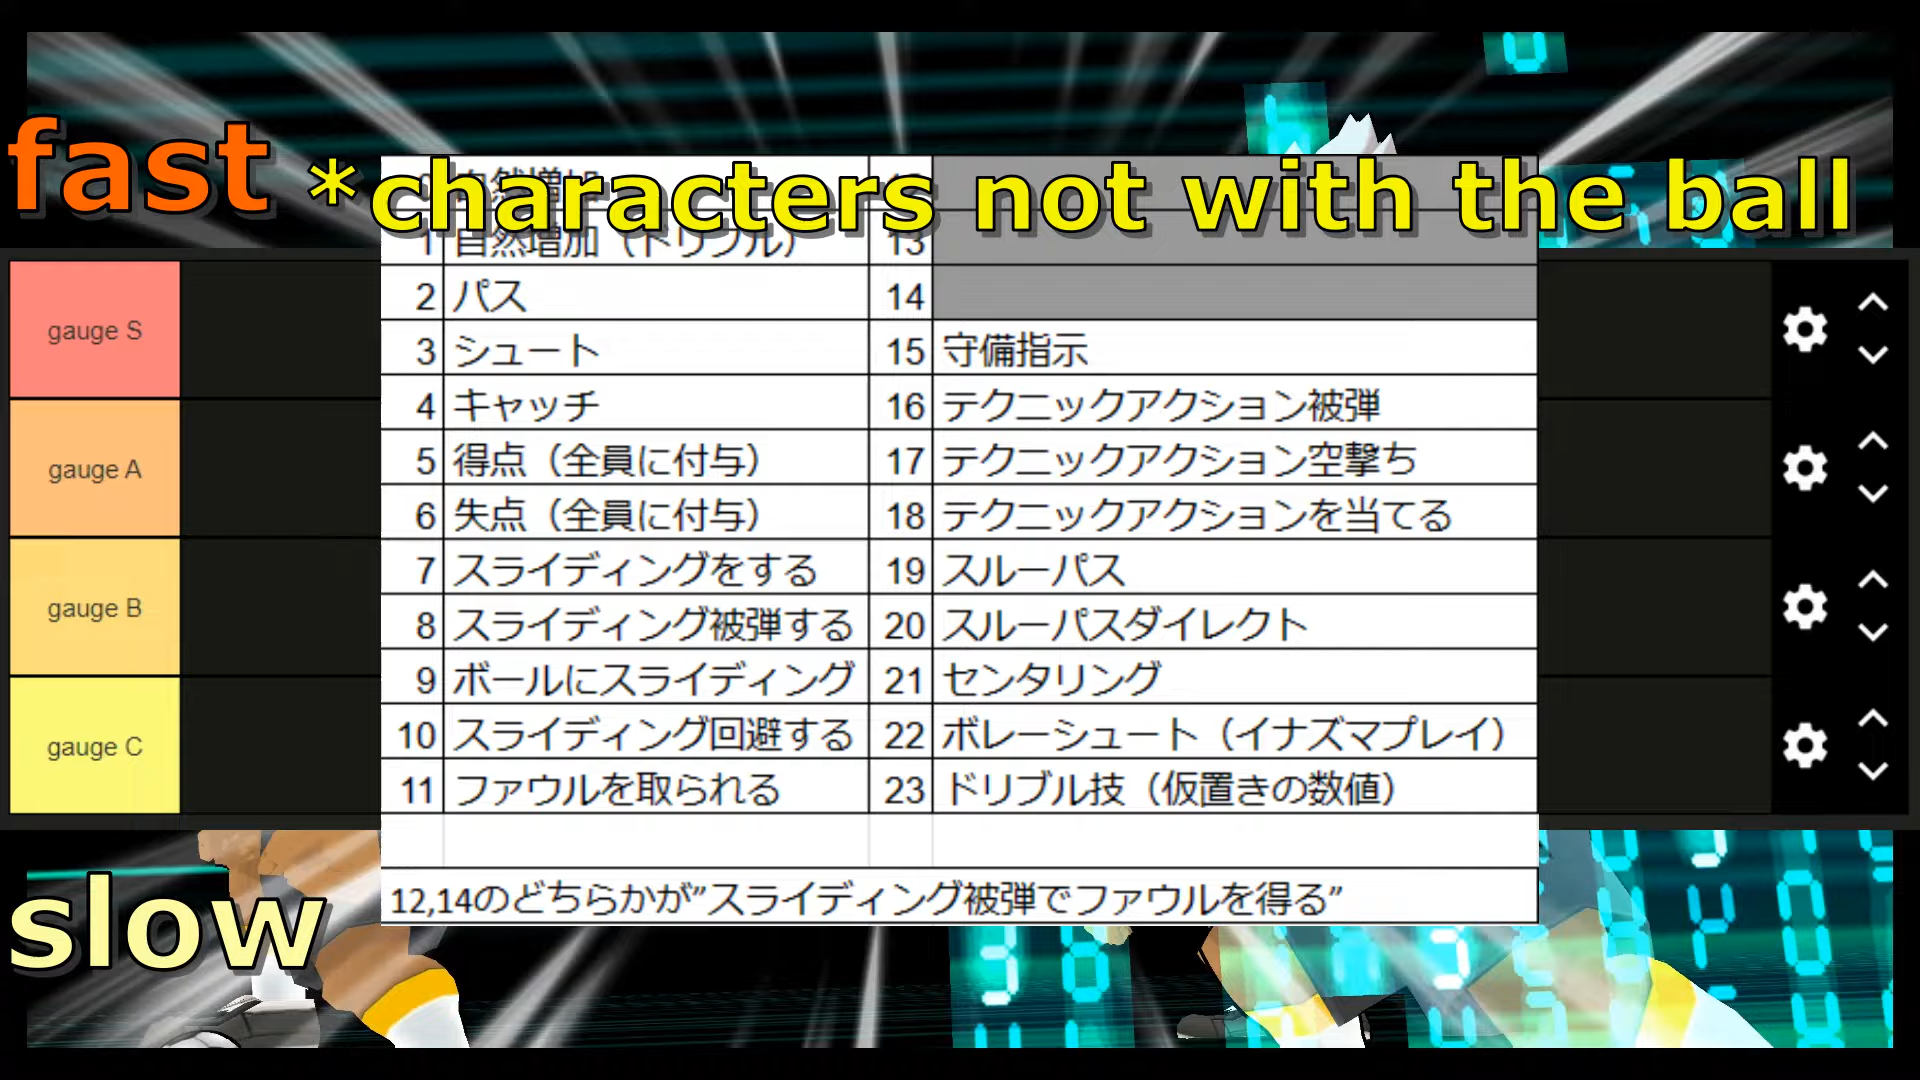 fast
*characters not with the ball
1 自然増加（ドリブル） 13
2 パス 14
3 シュート 15 守備指示
4 キャッチ 16 テクニックアクション被弾
5 得点（全員に付与） 17 テクニックアクション空撃ち
6 失点（全員に付与） 18 テクニックアクションを当てる
7 スライディングをする 19 スルーパス
8 スライディング被弾する 20 スルーパスダイレクト
9 ボールにスライディング 21 センタリング
10 スライディング回避する 22 ボレーシュート（イナズマプレイ）
11 ファウルを取られる 23 ドリブル技（仮置きの数値）
12,14のどちらかが”スライディング被弾でファウルを得る”
gauge S
gauge A
gauge B
gauge C
slow